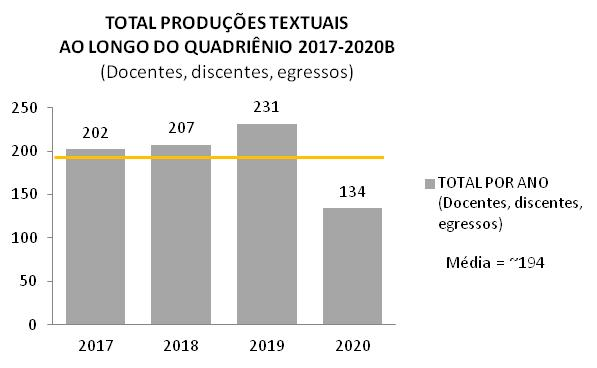 TOTAL PRODUÇÕES TEXTUAIS
AO LONGO DO QUADRIÊNIO 2017-2020B
(Docentes, discentes, egressos)
250
200
150
100
50
0
202
207
231
134
2017
2018
2019
2020
TOTAL POR ANO
(Docentes, discentes,
egressos)
Média = ~194